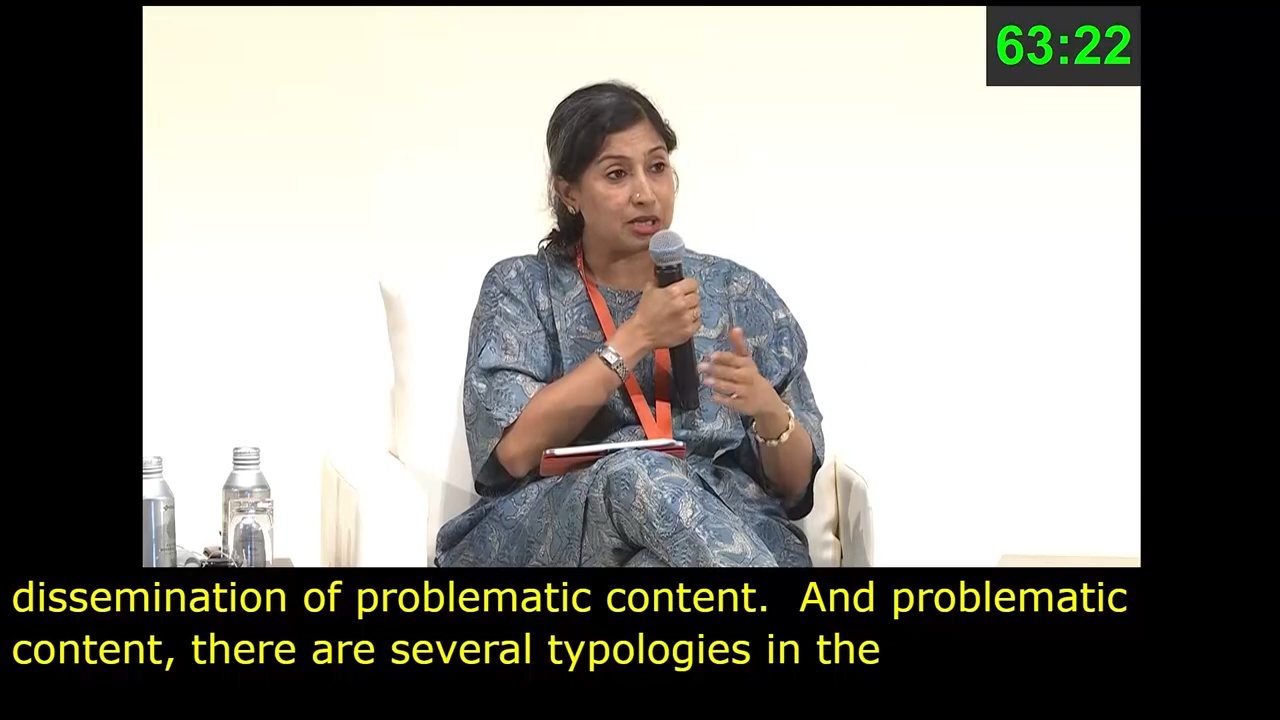 63:22
dissemination of problematic content.  And problematic
content, there are several typologies in the